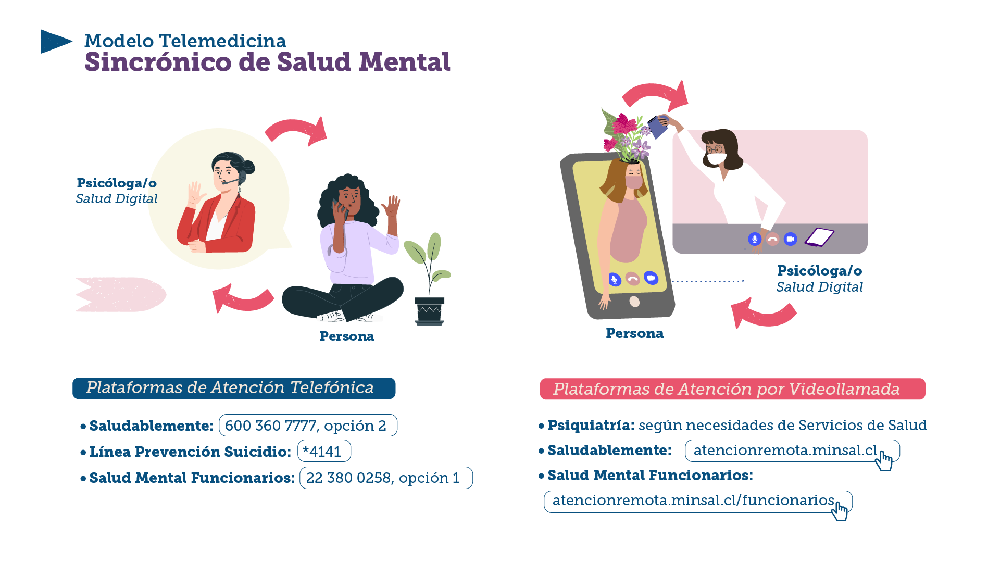 Modelo Telemedicina
Sincrónico de Salud Mental
Psicóloga/o
Salud Digital
Persona
Plataformas de Atención Telefónica
• Saludablemente: 600 360 7777, opción 2
• Línea Prevención Suicidio: *4141
• Salud Mental Funcionarios: 22 380 0258, opción 1
Psicóloga/o
Salud Digital
Persona
Plataformas de Atención por Videollamada
• Psiquiatría: según necesidades de Servicios de Salud
• Saludablemente: atencionremota.minsal.cl
• Salud Mental Funcionarios:
atencionremota.minsal.cl/funcionarios